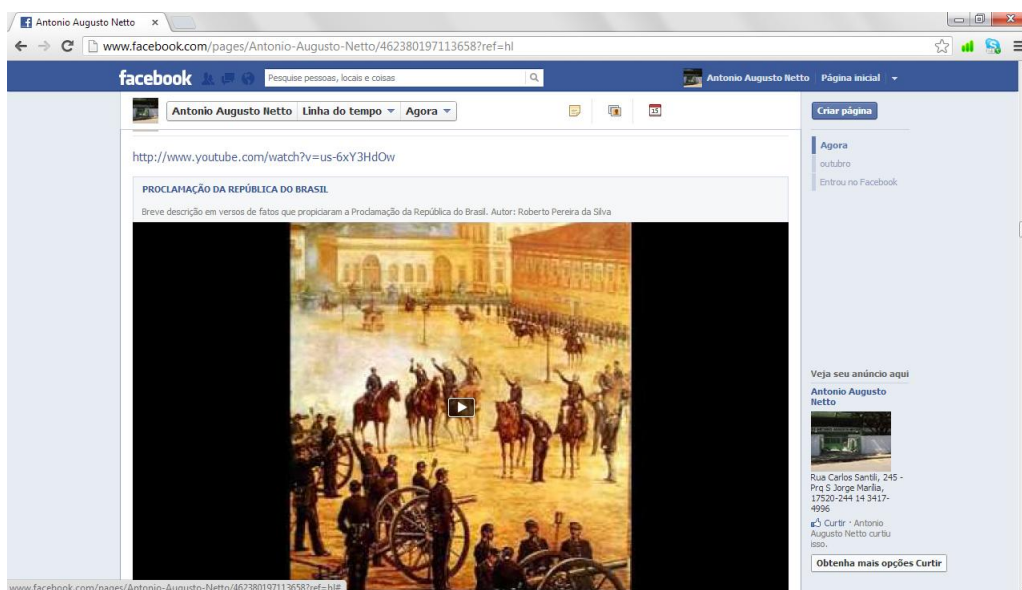 Antonio Augusto Netto
www.facebook.com/pages/Antonio-Augusto-Netto/462380197113658?ref=hl
facebook
Pesquise pessoas, locais e coisas
Antonio Augusto Netto
Página inicial
Antonio Augusto Netto
Linha do tempo
Agora
15
Criar página
Agora
outubro
Entrou no Facebook
http://www.youtube.com/watch?v=us-6xY3HdOw
PROCLAMAÇÃO DA REPÚBLICA DO BRASIL
Breve descrição em versos de fatos que propiciaram a Proclamação da República do Brasil. Autor: Roberto Pereira da Silva
Veja seu anúncio aqui
Antonio Augusto
Netto
Rua Carlos Santili, 245 -
Prq S Jorge Marília,
17520-244 14 3417-
4996
Curtir · Antonio
Augusto Netto curtiu
isso.
Obtenha mais opções Curtir
www.facebook.com/pages/Antonio-Augusto-Netto/462380197113658?ref=hl#